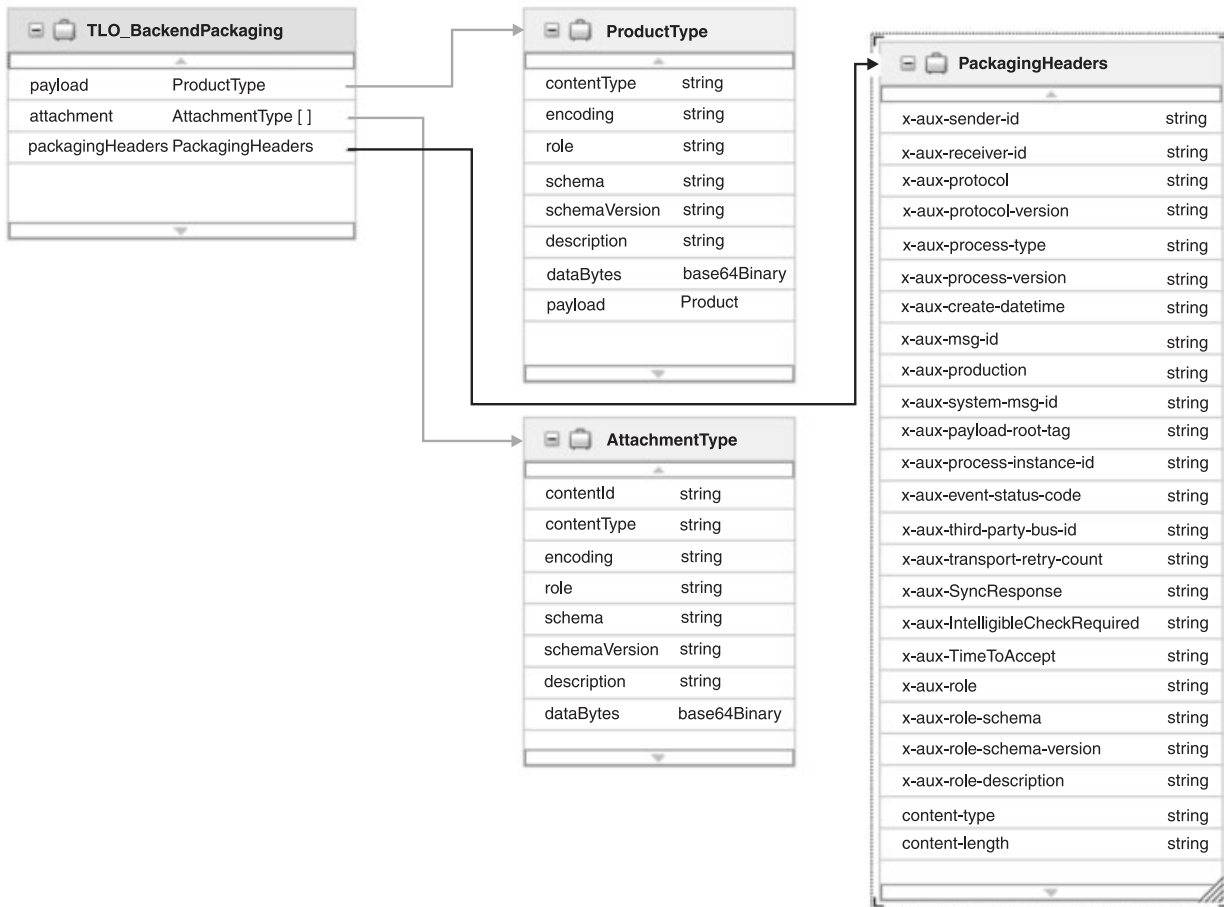 TLO_BackendPackaging
payload ProductType
attachment AttachmentType [ ]
packagingHeaders PackagingHeaders
ProductType
contentType string
encoding string
role string
schema string
schemaVersion string
description string
dataBytes base64Binary
payload Product
AttachmentType
contentId string
contentType string
encoding string
role string
schema string
schemaVersion string
description string
dataBytes base64Binary
PackagingHeaders
x-aux-sender-id string
x-aux-receiver-id string
x-aux-protocol string
x-aux-protocol-version string
x-aux-process-type string
x-aux-process-version string
x-aux-create-datetime string
x-aux-msg-id string
x-aux-production string
x-aux-system-msg-id string
x-aux-payload-root-tag string
x-aux-process-instance-id string
x-aux-event-status-code string
x-aux-third-party-bus-id string
x-aux-transport-retry-count string
x-aux-SyncResponse string
x-aux-IntelligibleCheckRequired string
x-aux-TimeToAccept string
x-aux-role string
x-aux-role-schema string
x-aux-role-schema-version string
x-aux-role-description string
content-type string
content-length string